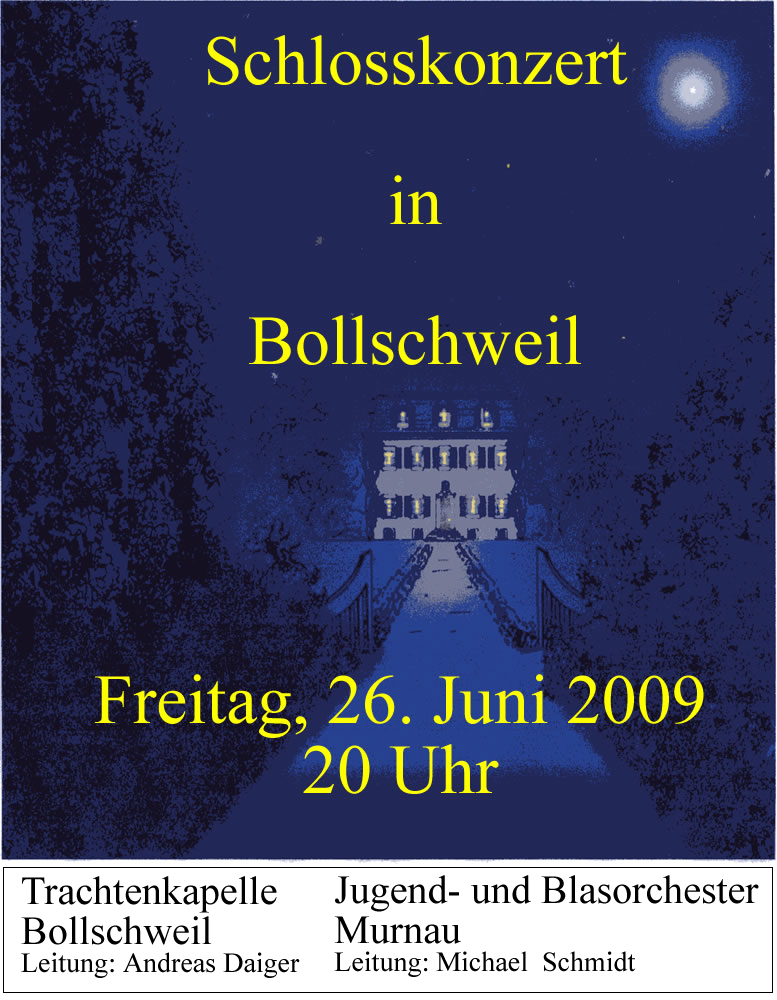 Schlosskonzert
in
Bollschweil
Freitag, 26. Juni 2009
20 Uhr
Trachtenkapelle
Bollschweil
Leitung: Andreas Daiger
Jugend- und Blasorchester
Murnau
Leitung: Michael Schmidt